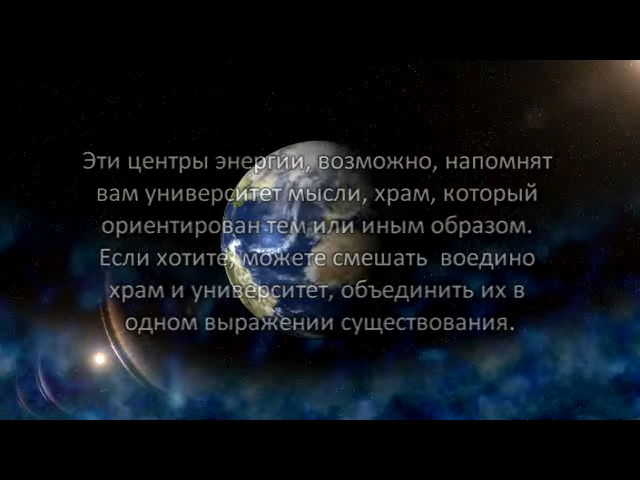 Эти центры энергии, возможно, напомнят
вам университет мысли, храм, который
ориентирован тем или иным образом.
Если хотите, можете смешать воедино
храм и университет, объединить их в
одном выражении существования.